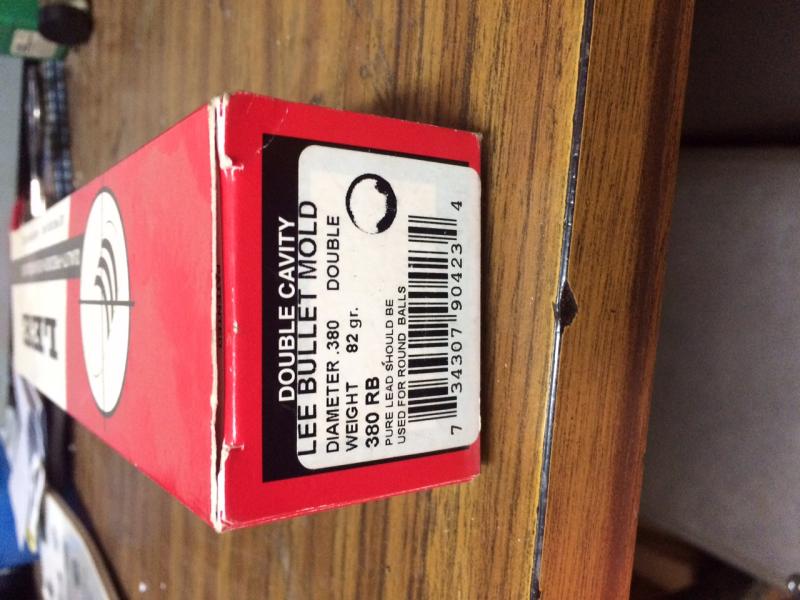 DOUBLE CAVITY
LEE BULLET MOLD
DIAMETER .380 DOUBLE
WEIGHT 82 gr.
380 RB
PURE LEAD SHOULD BE
USED FOR ROUND BALLS
7 34307 90423 4
LEE